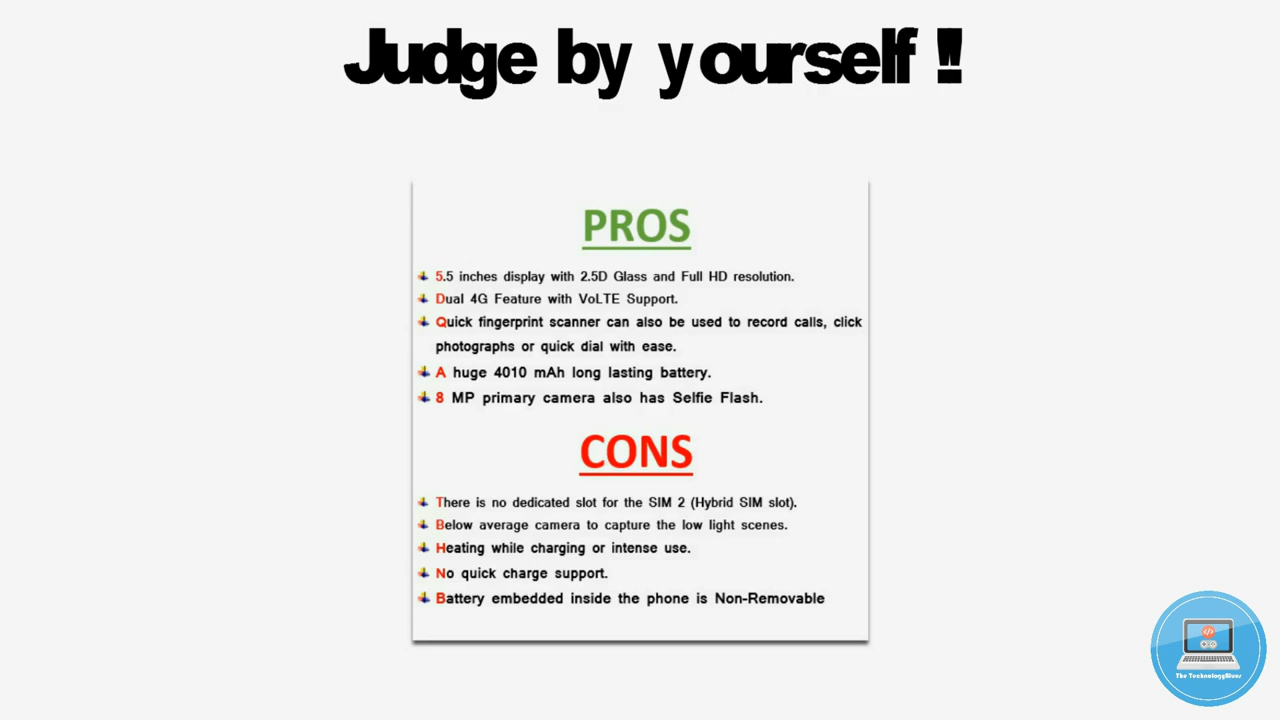 Judge by yourself !!
PROS
5.5 inches display with 2.5D Glass and Full HD resolution.
Dual 4G Feature with VoLTE Support.
Quick fingerprint scanner can also be used to record calls, click
photographs or quick dial with ease.
A huge 4010 mAh long lasting battery.
8 MP primary camera also has Selfie Flash.
CONS
There is no dedicated slot for the SIM 2 (Hybrid SIM slot).
Below average camera to capture the low light scenes.
Heating while charging or intense use.
No quick charge support.
Battery embedded inside the phone is Non-Removable